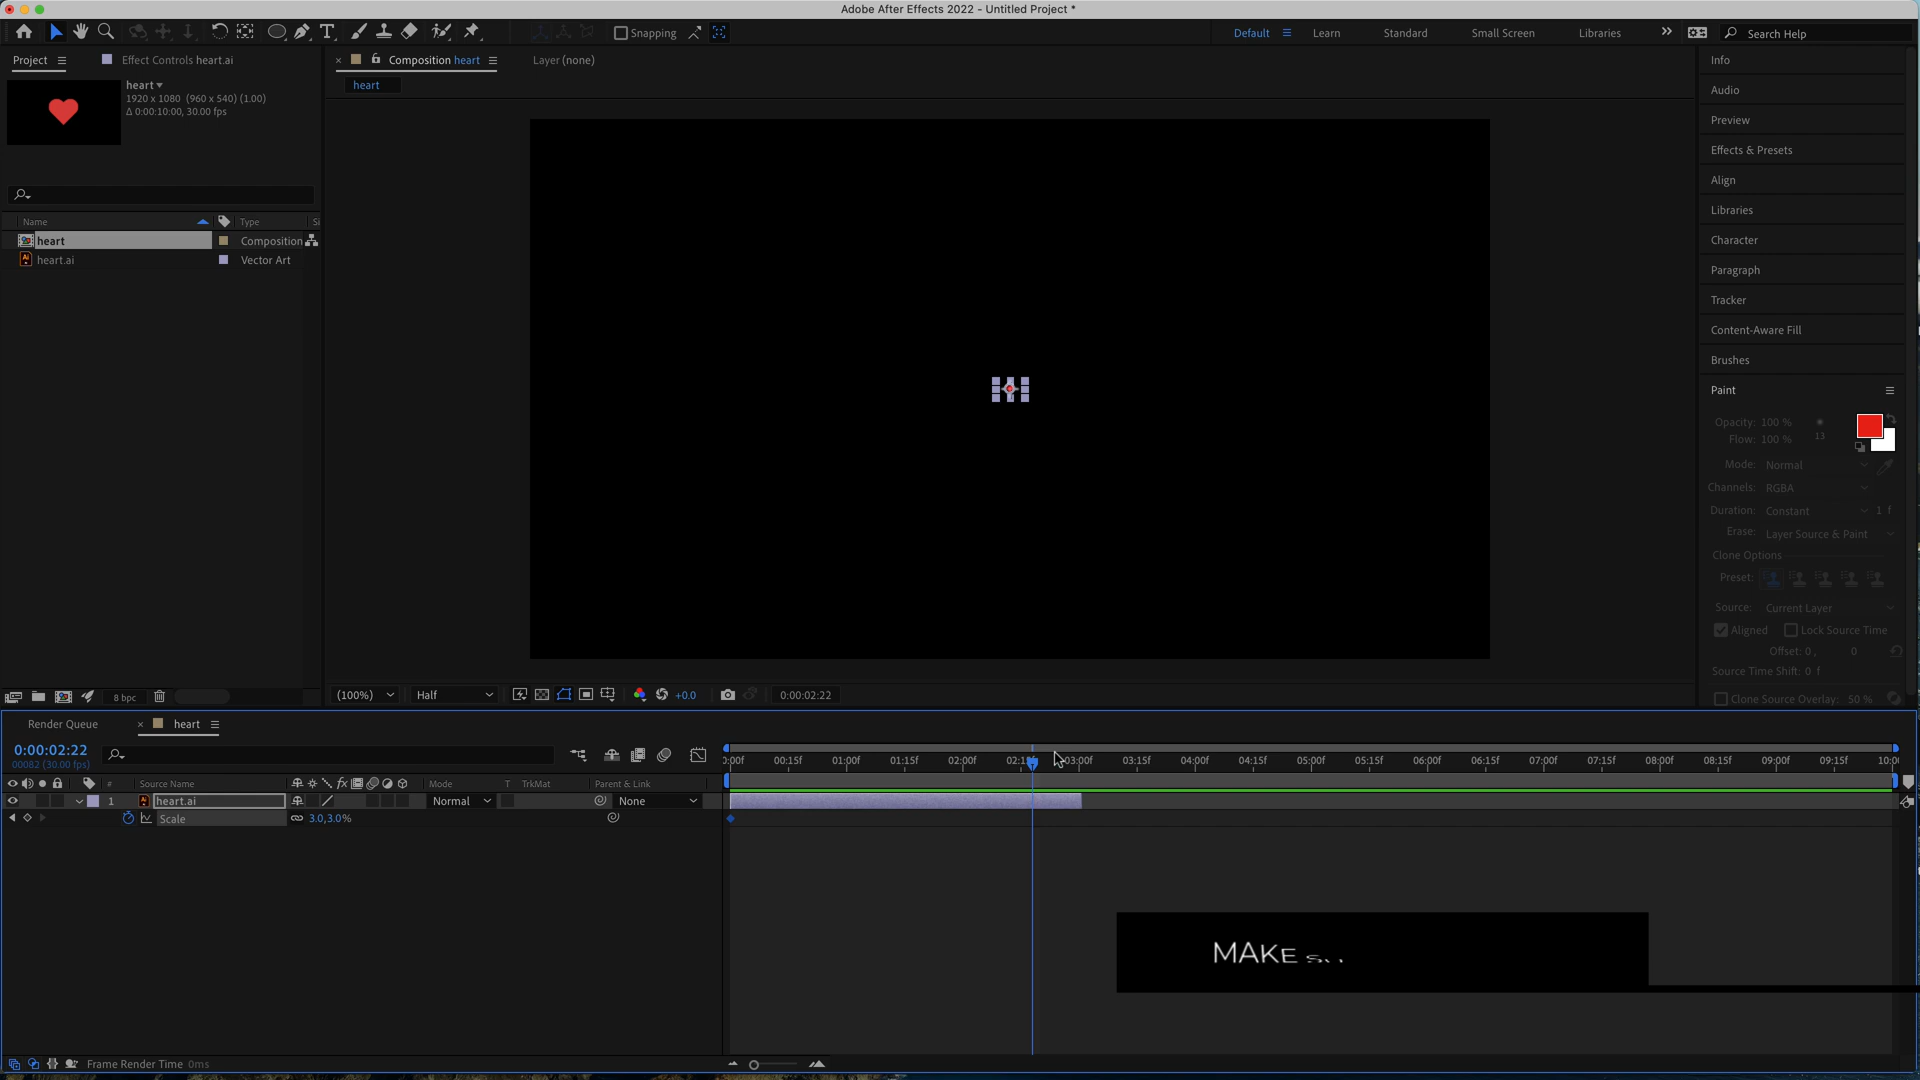 Adobe After Effects 2022 - Untitled Project *
Snapping
Default
Learn
Standard
Small Screen
Libraries
Search Help
Project
Effect Controls heart.ai
Composition heart
Layer (none)
heart
1920 x 1080 (960 x 540) (1.00)
Δ 0:00:10:00, 30.00 fps
heart
Name
Type
Si
heart
Composition
heart.ai
Vector Art
8 bpc
(100%)
Half
+0.0
0:00:02:22
Info
Audio
Preview
Effects & Presets
Align
Libraries
Character
Paragraph
Tracker
Content-Aware Fill
Brushes
Paint
Opacity: 100 %
Flow: 100 %
13
Mode: Normal
Channels: RGBA
Duration: Constant 1 f
Erase: Layer Source & Paint
Clone Options
Preset:
Source: Current Layer
Aligned
Lock Source Time
Offset: 0 , 0
Source Time Shift: 0 f
Clone Source Overlay: 50 %
Render Queue
heart
0:00:02:22
00082 (30.00 fps)
#
Source Name
fx
Mode
T
TrkMat
Parent & Link
1
heart.ai
Normal
None
Scale
3.0,3.0%
0:00f 00:15f 01:00f 01:15f 02:00f 02:15f 03:00f 03:15f 04:00f 04:15f 05:00f 05:15f 06:00f 06:15f 07:00f 07:15f 08:00f 08:15f 09:00f 09:15f 10:0
MAKE
Frame Render Time 0ms